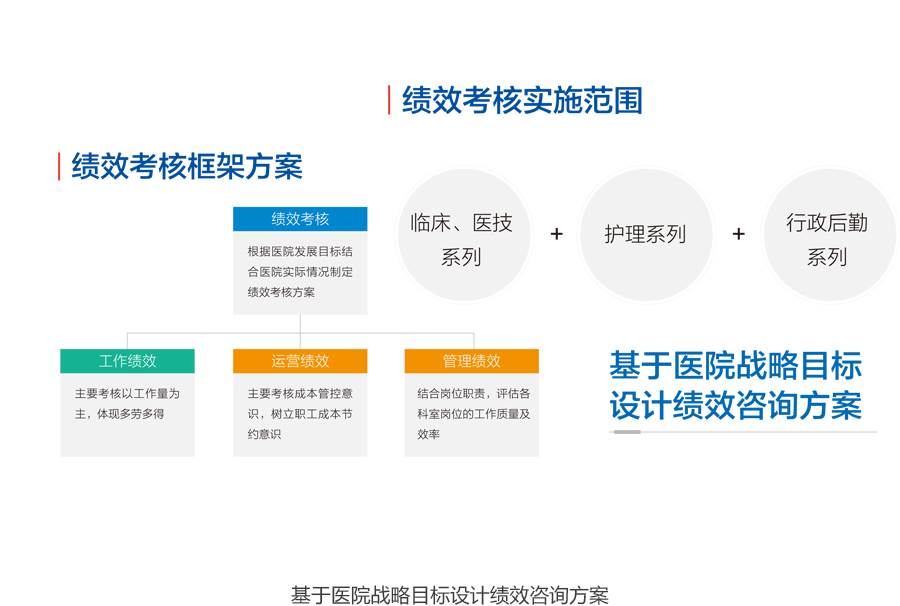 绩效考核实施范围
绩效考核框架方案
绩效考核
根据医院发展目标结
合医院实际情况制定
绩效考核方案
临床、医技
系列
+
护理系列
+
行政后勤
系列
工作绩效
主要考核以工作量为
主，体现多劳多得
运营绩效
主要考核成本管控意
识，树立职工成本节
约意识
管理绩效
结合岗位职责，评估各
科室岗位的工作质量及
效率
基于医院战略目标
设计绩效咨询方案
基于医院战略目标设计绩效咨询方案